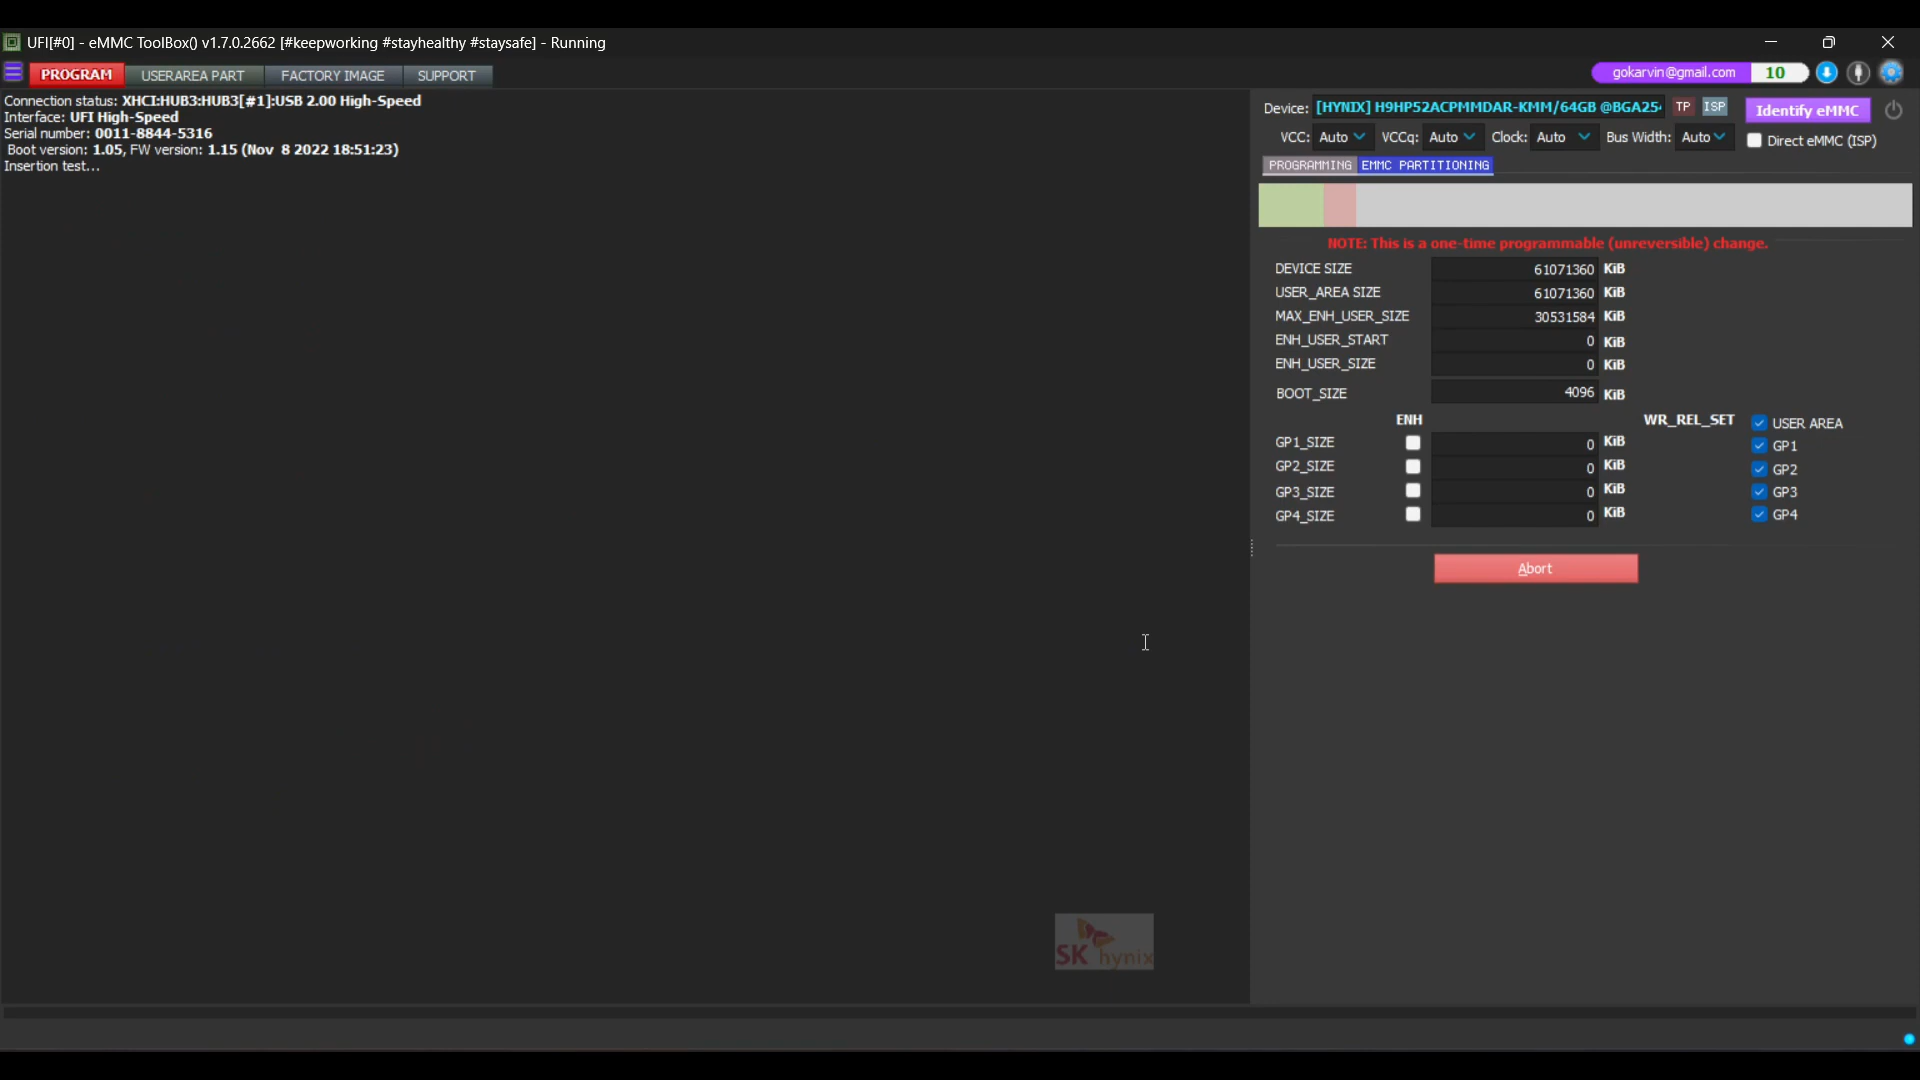 UFI[#0] - eMMC ToolBox() v1.7.0.2662 [#keepworking #stayhealthy #staysafe] - Running
PROGRAM USERAREA PART FACTORY IMAGE SUPPORT gokarvin@gmail.com 10
Connection status: XHCI:HUB3:HUB3[#1]:USB 2.00 High-Speed
Interface: UFI High-Speed
Serial number: 0011-8844-5316
Boot version: 1.05, FW version: 1.15 (Nov 8 2022 18:51:23)
Insertion test...
Device: [HYNIX] H9HP52ACPMMDAR-KMM/64GB @BGA254 TP ISP Identify eMMC
VCC: Auto VCCq: Auto Clock: Auto Bus Width: Auto Direct eMMC (ISP)
PROGRAMMING EMMC PARTITIONING
NOTE: This is a one-time programmable (unreversible) change.
DEVICE SIZE 61071360 KiB
USER_AREA SIZE 61071360 KiB
MAX_ENH_USER_SIZE 30531584 KiB
ENH_USER_START 0 KiB
ENH_USER_SIZE 0 KiB
BOOT_SIZE 4096 KiB
ENH WR_REL_SET USER AREA
GP1_SIZE 0 KiB GP1
GP2_SIZE 0 KiB GP2
GP3_SIZE 0 KiB GP3
GP4_SIZE 0 KiB GP4
Abort
SK hynix